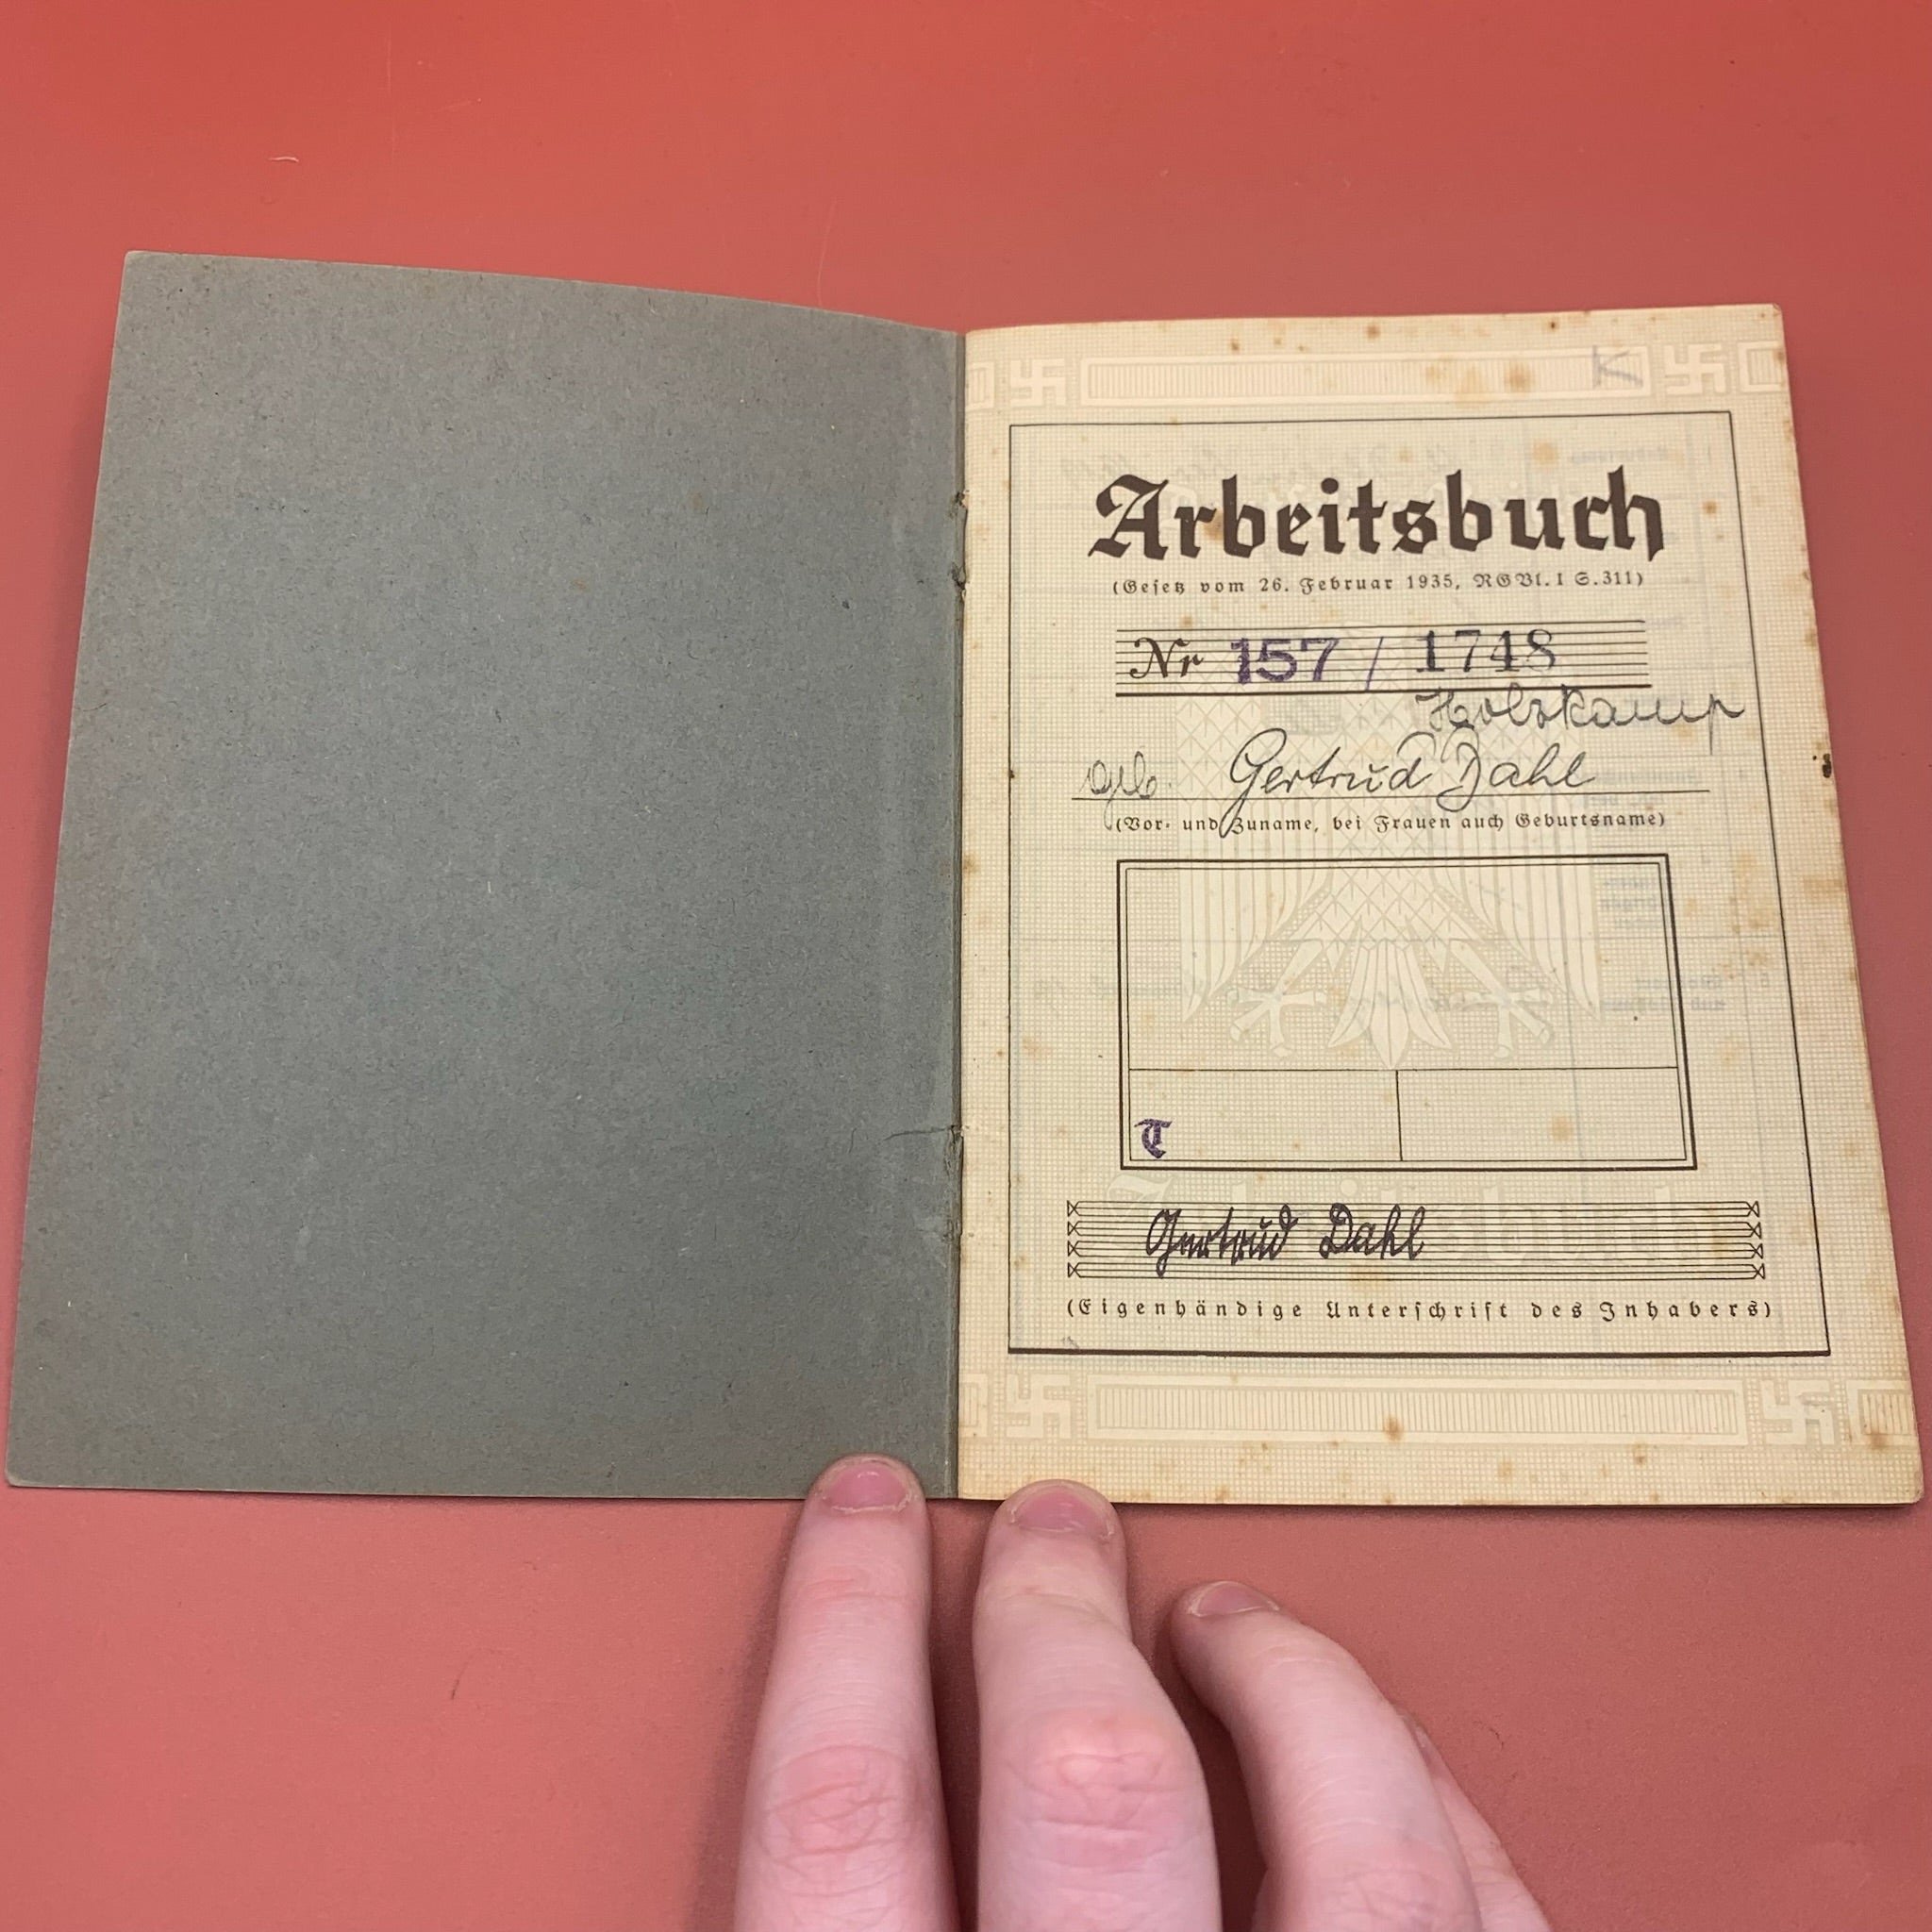 Arbeitsbuch
(Gesetz vom 26. Februar 1935, RGBl. I S. 311)
Nr 157 / 1748
Holzkamp
geb. Gertrud Dahl
(Vor- und Zuname, bei Frauen auch Geburtsname)
T
Gertrud Dahl
(Eigenhändige Unterschrift des Inhabers)